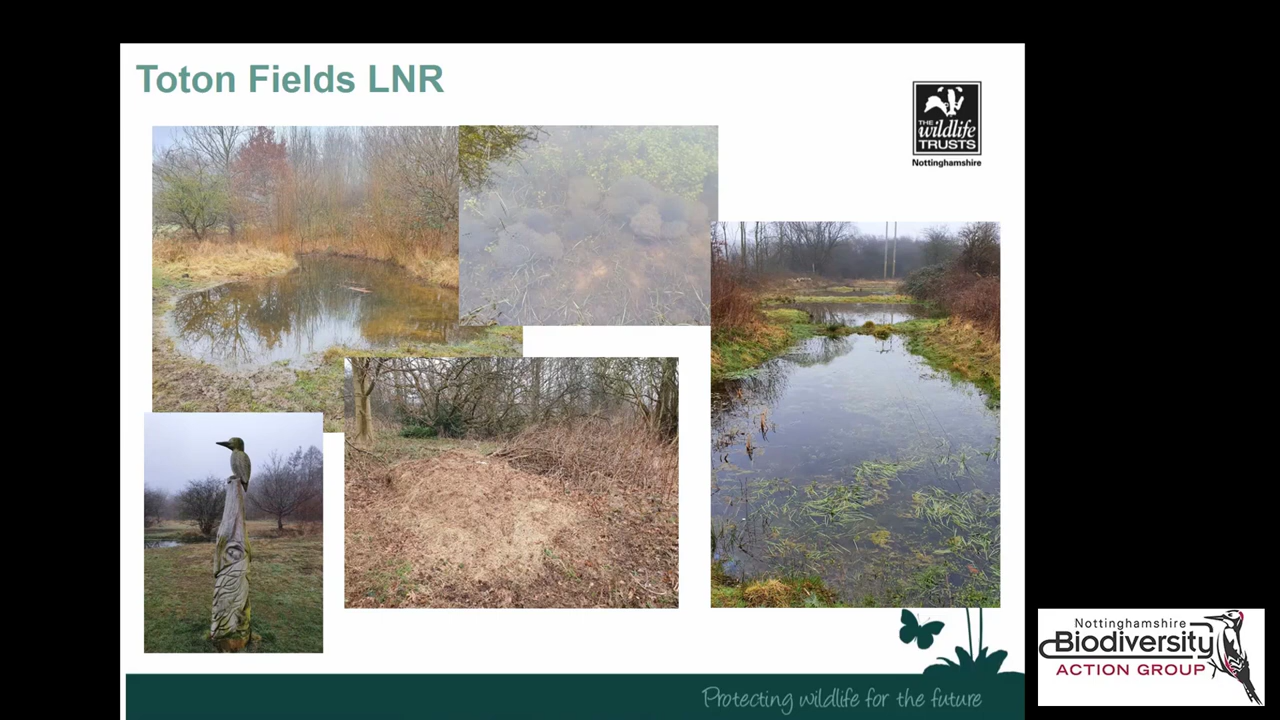 Toton Fields LNR
THE
wildlife
TRUSTS
Nottinghamshire
Protecting wildlife for the future
Nottinghamshire
Biodiversity
ACTION GROUP